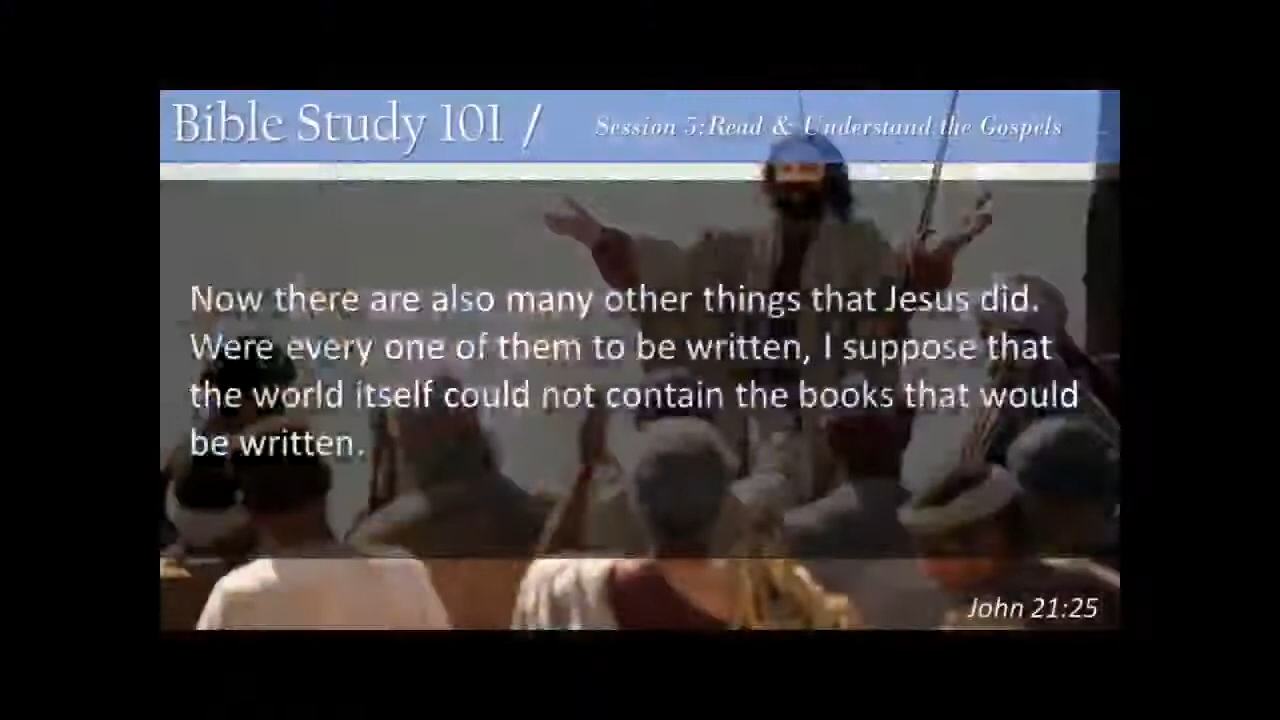 Bible Study 101 / Session 5:Read & Understand the Gospels
Now there are also many other things that Jesus did.
Were every one of them to be written, I suppose that
the world itself could not contain the books that would
be written.
John 21:25